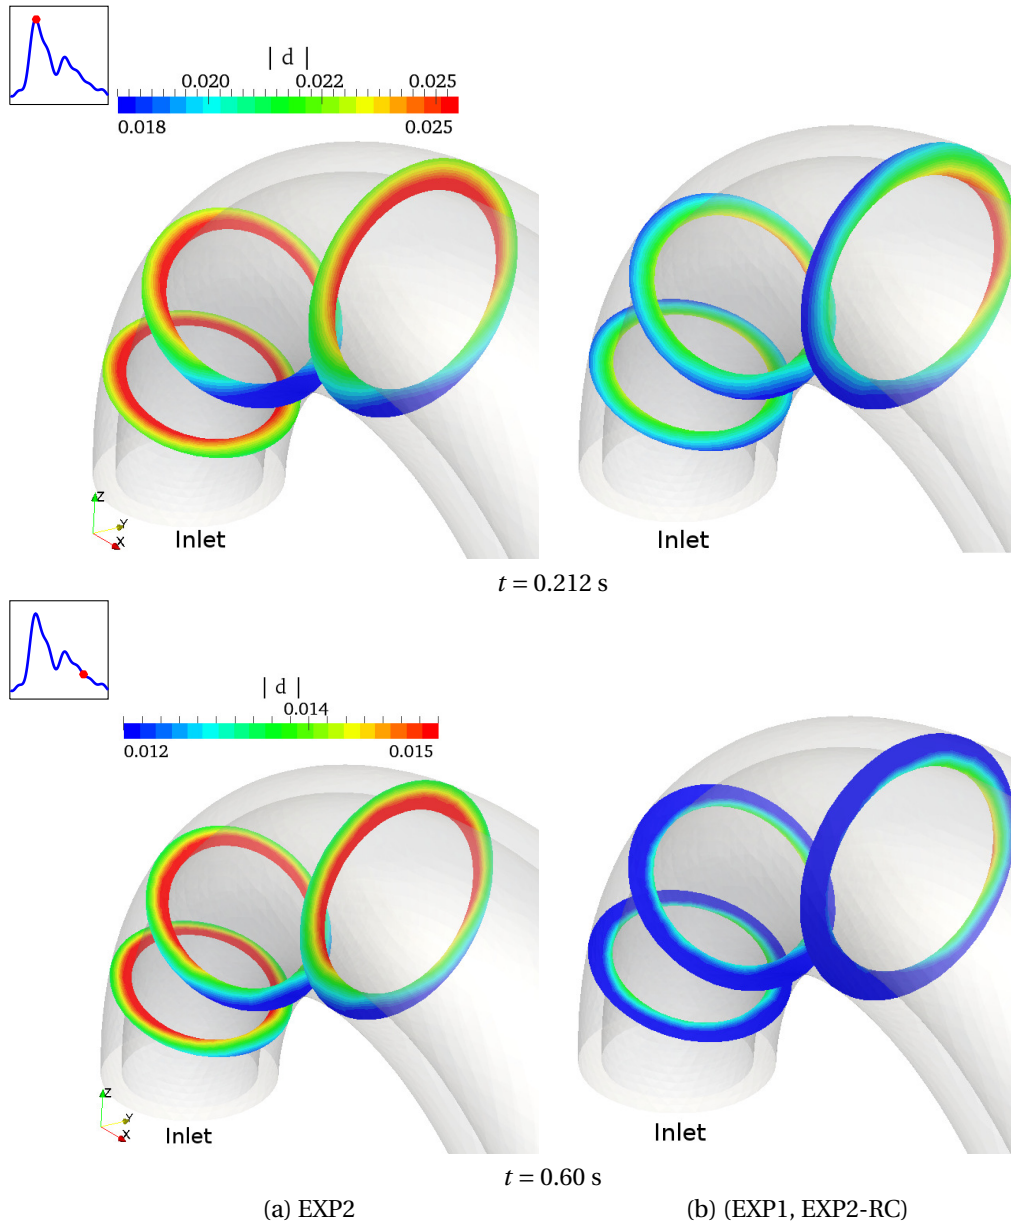 | d |
0.020 0.022 0.025
0.018 0.025
Z
Y
X
Inlet
Inlet
t = 0.212 s
| d |
0.014
0.012 0.015
Z
Y
X
Inlet
Inlet
t = 0.60 s
(a) EXP2
(b) (EXP1, EXP2-RC)